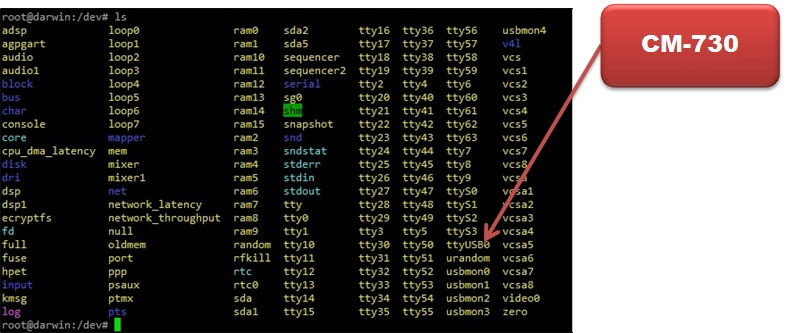 root@darwin:/dev# ls
adsp loop0 ram0 sda2 tty16 tty36 tty56 usbmon4
agpgart loop1 ram1 sda5 tty17 tty37 tty57 v4l
audio loop2 ram10 sequencer tty18 tty38 tty58 vcs
audio1 loop3 ram11 sequencer2 tty19 tty39 tty59 vcs1
block loop4 ram12 serial tty2 tty4 tty6 vcs2
bus loop5 ram13 sg0 tty20 tty40 tty60 vcs3
char loop6 ram14 shm tty21 tty41 tty61 vcs4
console loop7 ram15 snapshot tty22 tty42 tty62 vcs5
core mapper ram2 snd tty23 tty43 tty63 vcs6
cpu_dma_latency mem ram3 sndstat tty24 tty44 tty7 vcs7
disk mixer ram4 stderr tty25 tty45 tty8 vcs8
dri mixer1 ram5 stdin tty26 tty46 tty9 vcsa
dsp net ram6 stdout tty27 tty47 ttyS0 vcsa1
dsp1 network_latency ram7 tty tty28 tty48 ttyS1 vcsa2
ecryptfs network_throughput ram8 tty0 tty29 tty49 ttyS2 vcsa3
fd null ram9 tty1 tty3 tty5 ttyS3 vcsa4
full oldmem random tty10 tty30 tty50 ttyUSB0 vcsa5
fuse port rfkill tty11 tty31 tty51 urandom vcsa6
hpet ppp rtc tty12 tty32 tty52 usbmon0 vcsa7
input psaux rtc0 tty13 tty33 tty53 usbmon1 vcsa8
kmsg ptmx sda tty14 tty34 tty54 usbmon2 video0
log pts sda1 tty15 tty35 tty55 usbmon3 zero
root@darwin:/dev#
CM-730